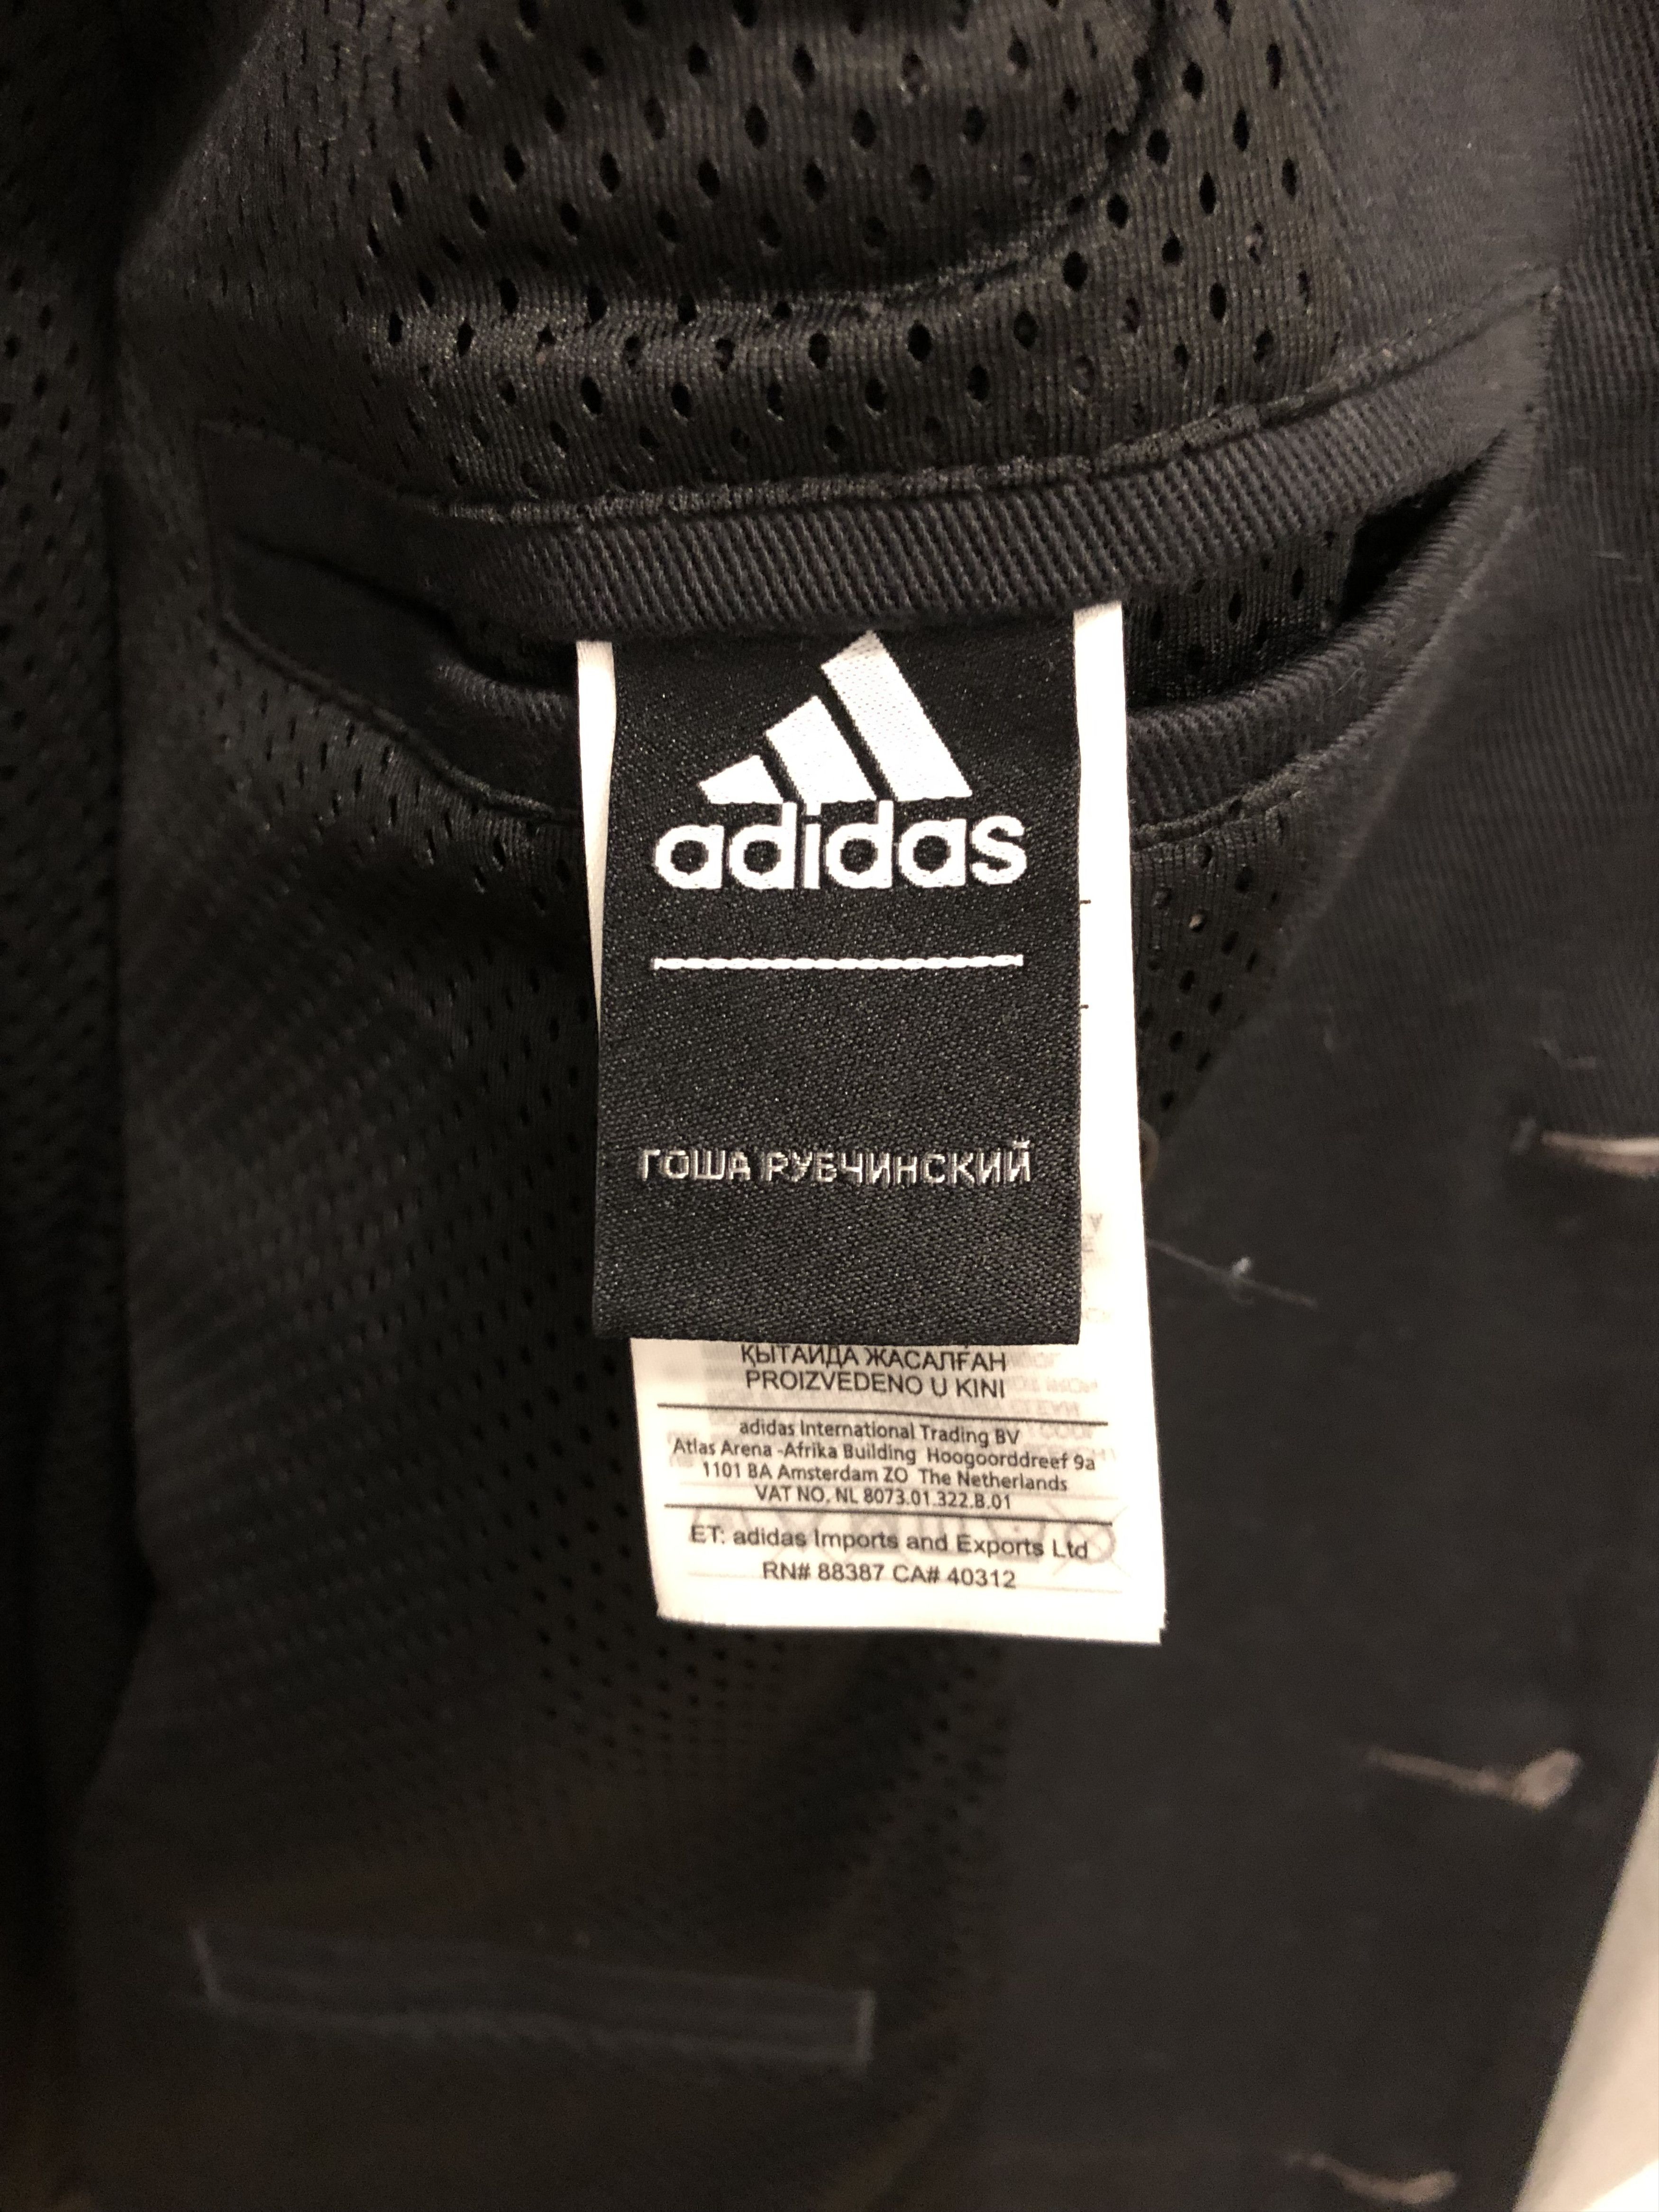 adidas
ГОША РУБЧИНСКИЙ
ҚЫТАЙДА ЖАСАЛҒАН
PROIZVEDENO U KINI
adidas International Trading BV
Atlas Arena -Afrika Building Hoogoorddreef 9a
1101 BA Amsterdam ZO The Netherlands
VAT NO. NL 8073.01.322.B.01
ET: adidas Imports and Exports Ltd
RN# 88387 CA# 40312